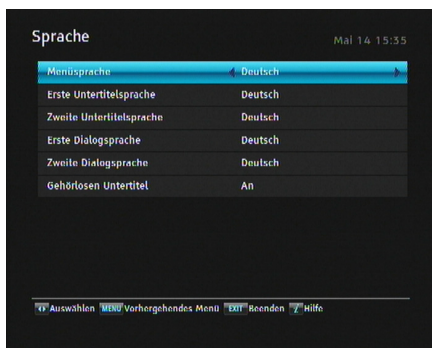 Sprache
Mai 14 15:35
Menüsprache Deutsch
Erste Untertitelsprache Deutsch
Zweite Untertitelsprache Deutsch
Erste Dialogsprache Deutsch
Zweite Dialogsprache Deutsch
Gehörlosen Untertitel An
Auswählen MENU Vorhergehendes Menü EXIT Beenden i Hilfe